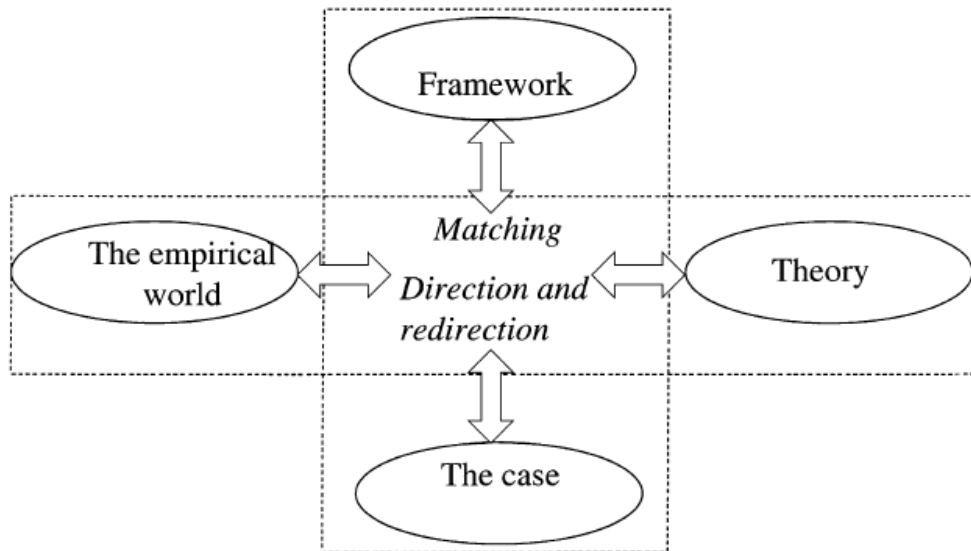 Framework
Matching
The empirical
world
Theory
Direction and
redirection
The case